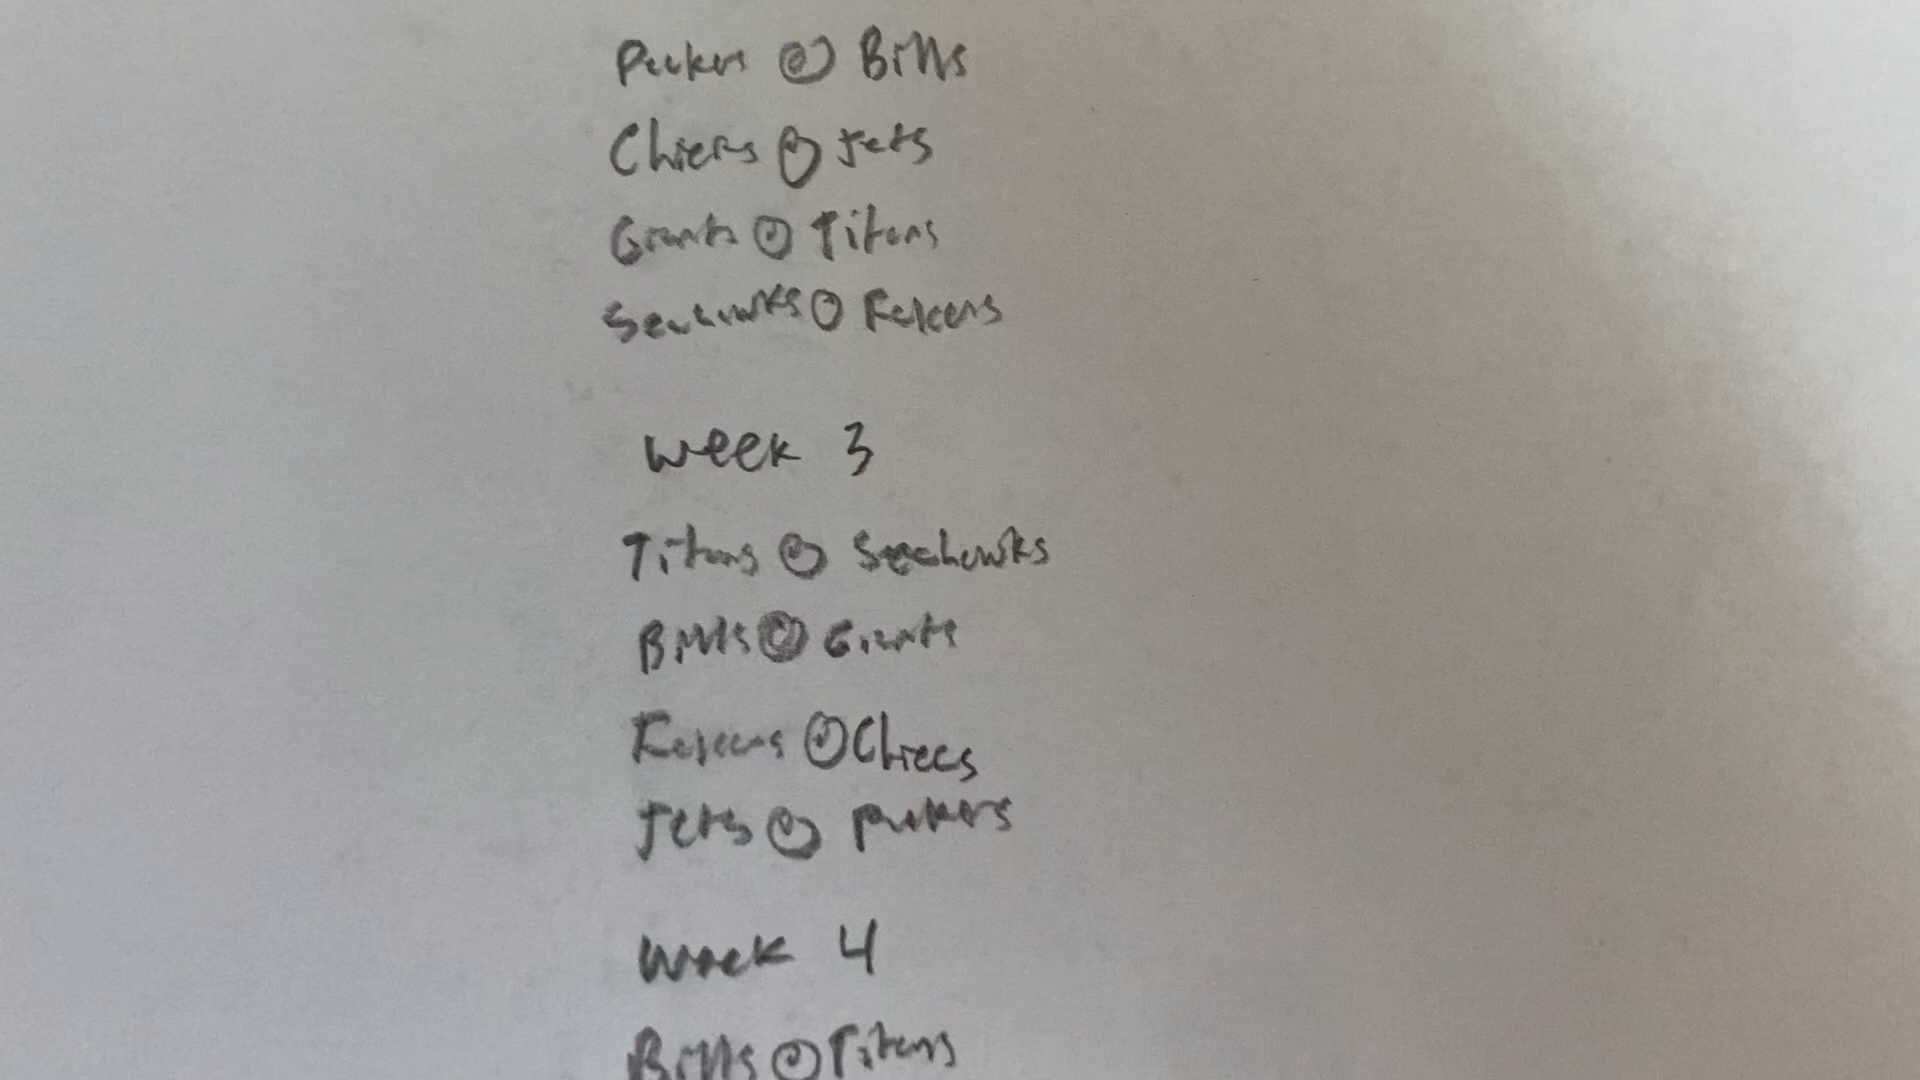 Packers @ Bills
Chiefs @ Jets
Giants @ Titans
Seahawks @ Falcons
Week 3
Titans @ Seahawks
Bills @ Giants
Falcons @ Chiefs
Jets @ Packers
Week 4
Bills @ Titans